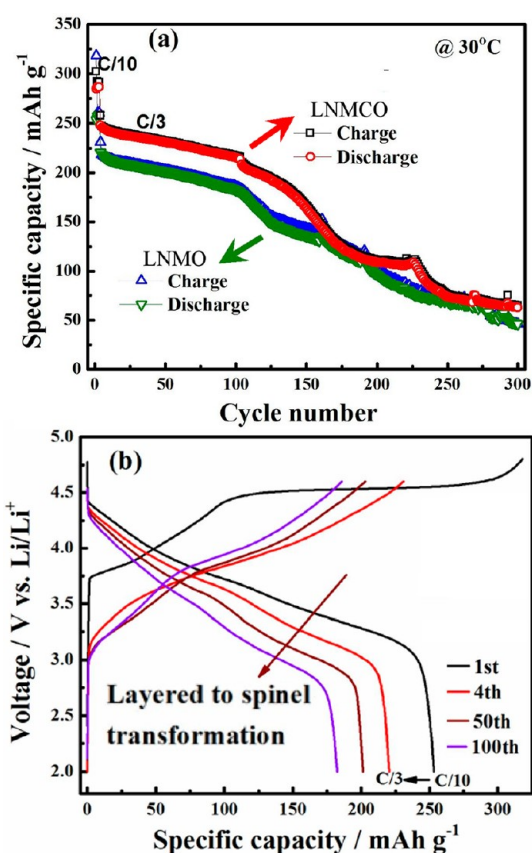 (a)
@ 30°C
C/10
C/3
LNMCO
Charge
Discharge
LNMO
Charge
Discharge
350
300
250
200
150
100
50
0
0 50 100 150 200 250 300
Specific capacity / mAh g⁻¹
Cycle number
(b)
5.0
4.5
4.0
3.5
3.0
2.5
2.0
0 50 100 150 200 250 300
Voltage / V vs. Li/Li⁺
Layered to spinel
transformation
1st
4th
50th
100th
C/3 C/10
Specific capacity / mAh g⁻¹